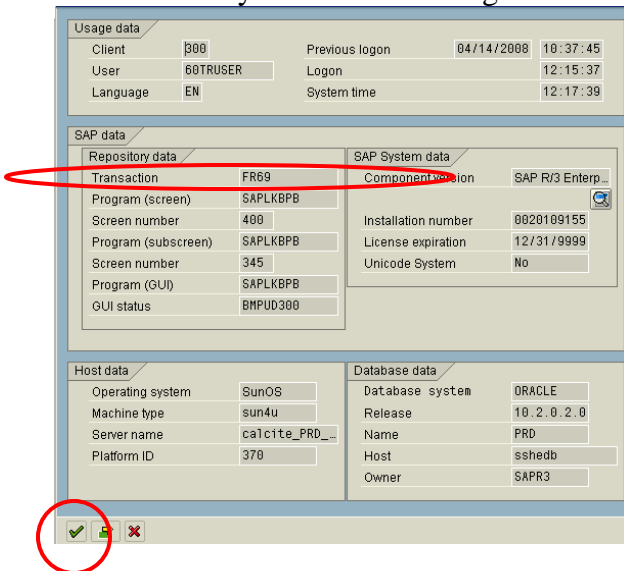 Usage data
Client 300 Previous logon 04/14/2008 10:37:45
User 60TRUSER Logon 12:15:37
Language EN System time 12:17:39
SAP data
Repository data
Transaction FR69
Program (screen) SAPLKBPB
Screen number 400
Program (subscreen) SAPLKBPB
Screen number 345
Program (GUI) SAPLKBPB
GUI status BMPUD300
SAP System data
Component version SAP R/3 Enterp...
Installation number 0020109155
License expiration 12/31/9999
Unicode System No
Host data
Operating system SunOS
Machine type sun4u
Server name calcite_PRD_...
Platform ID 370
Database data
Database system ORACLE
Release 10.2.0.2.0
Name PRD
Host sshedb
Owner SAPR3